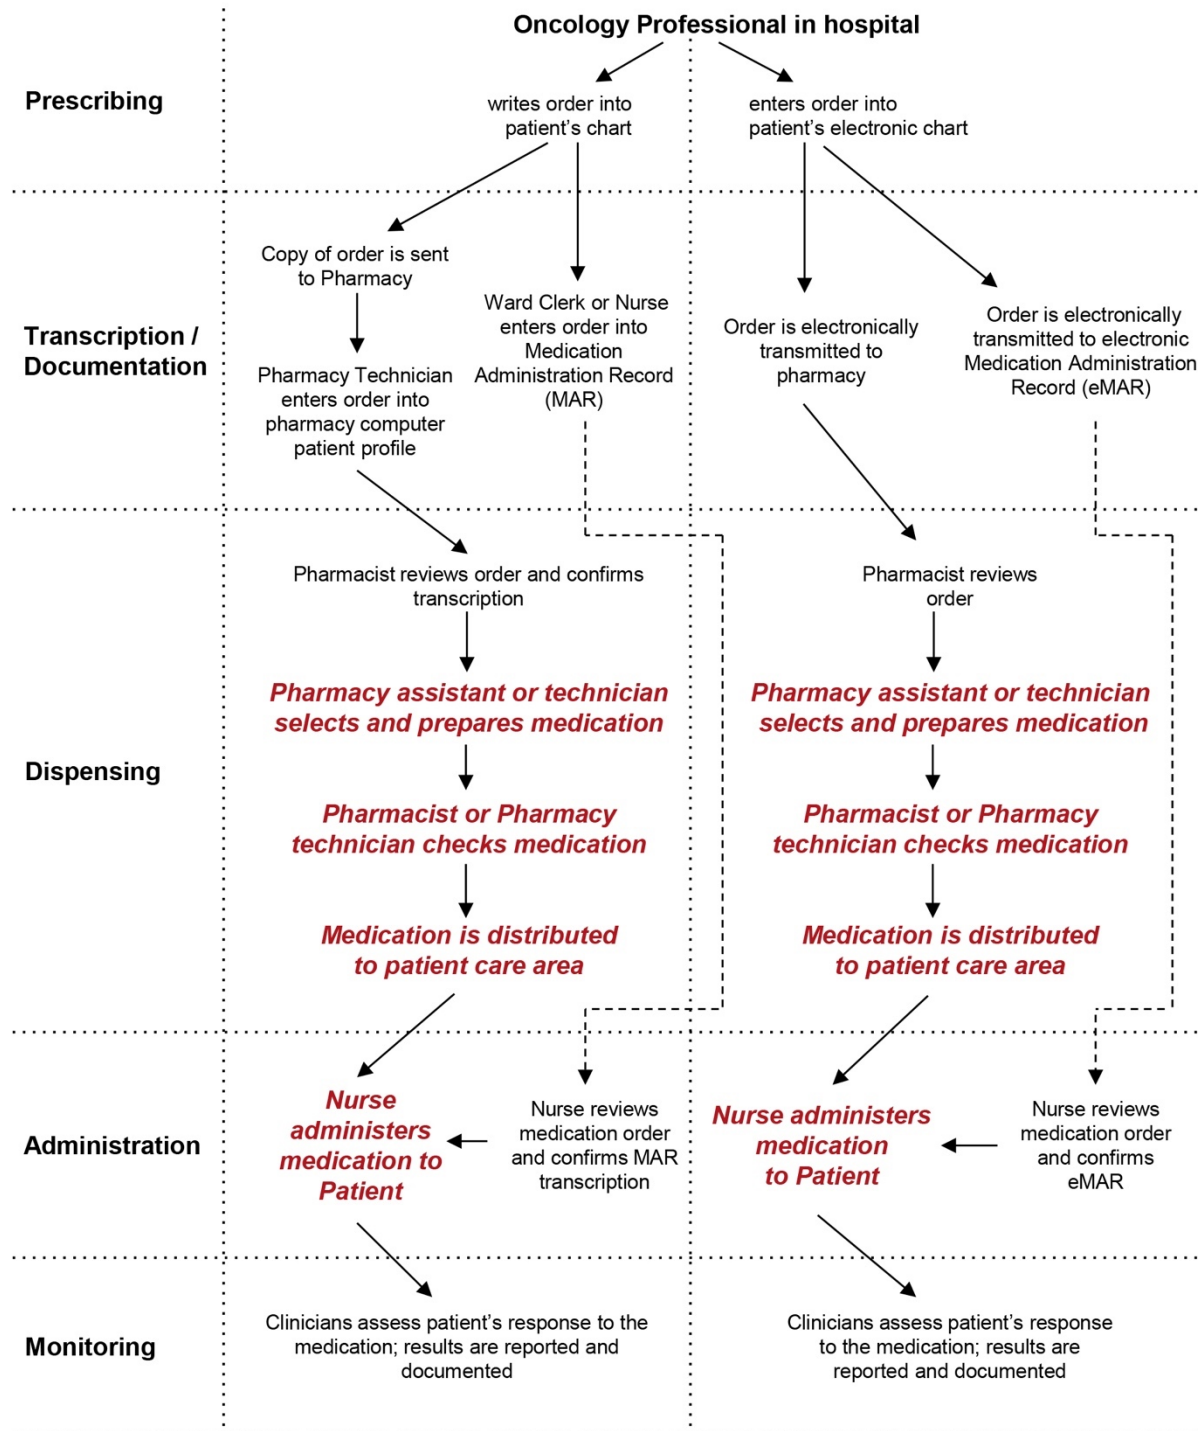 Oncology Professional in hospital
Prescribing
writes order into
patient's chart
enters order into
patient's electronic chart
Transcription /
Documentation
Copy of order is sent
to Pharmacy
Pharmacy Technician
enters order into
pharmacy computer
patient profile
Ward Clerk or Nurse
enters order into
Medication
Administration Record
(MAR)
Order is electronically
transmitted to
pharmacy
Order is electronically
transmitted to electronic
Medication Administration
Record (eMAR)
Dispensing
Pharmacist reviews order and confirms
transcription
Pharmacy assistant or technician
selects and prepares medication
Pharmacist or Pharmacy
technician checks medication
Medication is distributed
to patient care area
Pharmacist reviews
order
Pharmacy assistant or technician
selects and prepares medication
Pharmacist or Pharmacy
technician checks medication
Medication is distributed
to patient care area
Administration
Nurse
administers
medication to
Patient
Nurse reviews
medication order
and confirms MAR
transcription
Nurse administers
medication
to Patient
Nurse reviews
medication order
and confirms
eMAR
Monitoring
Clinicians assess patient's response to the
medication; results are reported and
documented
Clinicians assess patient's response
to the medication; results are
reported and documented